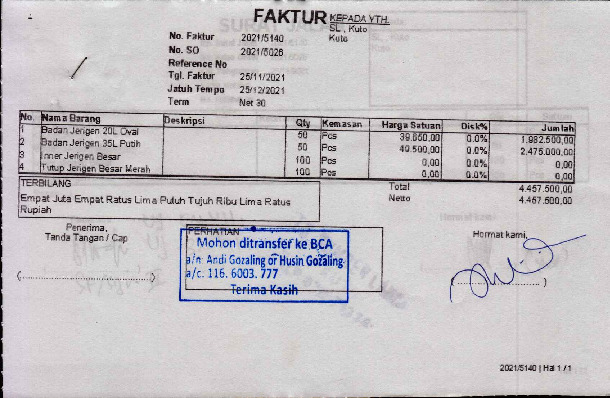 FAKTUR
KEPADA YTH.
SL , Kuto
Kuto
No. Faktur 2021/5140
No. SO 2021/5026
Reference No
Tgl. Faktur 25/11/2021
Jatuh Tempo 25/12/2021
Term Net 30
No. Nama Barang Deskripsi Qty Kemasan Harga Satuan Disk% Jumlah
1 Badan Jerigen 20L Oval 50 Pcs 39.650,00 0.0% 1.982.500,00
2 Badan Jerigen 35L Putih 50 Pcs 49.500,00 0.0% 2.475.000,00
3 Inner Jerigen Besar 100 Pcs 0,00 0.0% 0,00
4 Tutup Jerigen Besar Merah 100 Pcs 0,00 0.0% 0,00
TERBILANG
Empat Juta Empat Ratus Lima Puluh Tujuh Ribu Lima Ratus
Rupiah
Total 4.457.500,00
Netto 4.457.500,00
Penerima,
Tanda Tangan / Cap
PERHATIAN
Mohon ditransfer ke BCA
a/n. Andi Gozaling or Husin Gozaling
a/c. 116. 6003. 777
Terima Kasih
Hormat kami,
2021/5140 | Hal 1 / 1